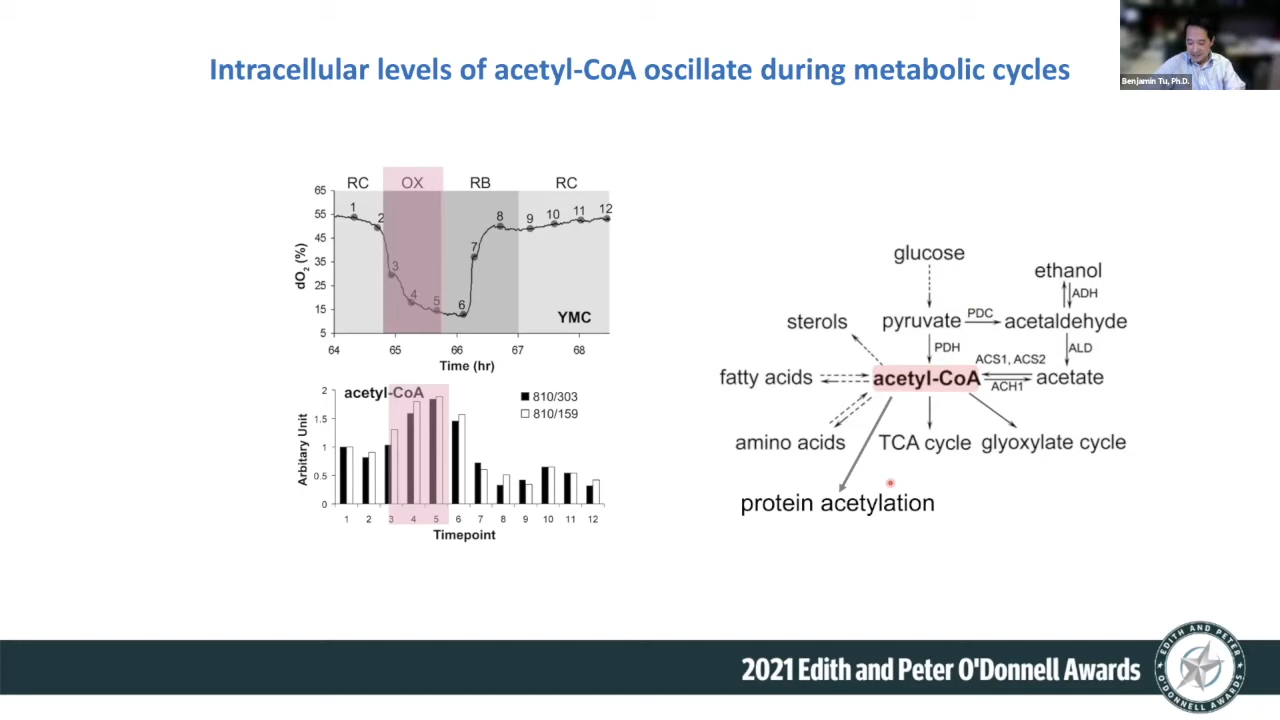 Intracellular levels of acetyl-CoA oscillate during metabolic cycles
Benjamin Tu, Ph.D.
RC OX RB RC
65
55
45
35
25
15
5
dO2 (%)
1 2 3 4 5 6 7 8 9 10 11 12
YMC
64 65 66 67 68
Time (hr)
acetyl-CoA
810/303
810/159
2
1.5
1
0.5
0
Arbitary Unit
1 2 3 4 5 6 7 8 9 10 11 12
Timepoint
glucose
ethanol
ADH
sterols
pyruvate PDC acetaldehyde
PDH
ALD
ACS1, ACS2
fatty acids acetyl-CoA acetate
ACH1
amino acids TCA cycle glyoxylate cycle
protein acetylation
2021 Edith and Peter O'Donnell Awards
EDITH AND PETER
O'DONNELL AWARDS